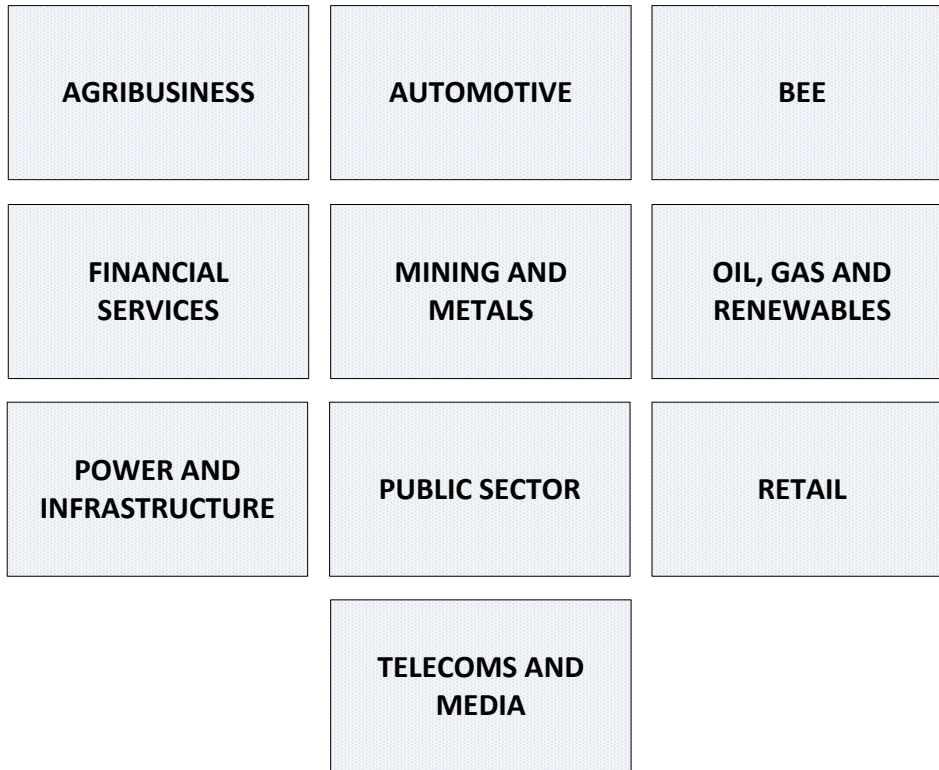 AGRIBUSINESS
AUTOMOTIVE
BEE
FINANCIAL
SERVICES
MINING AND
METALS
OIL, GAS AND
RENEWABLES
POWER AND
INFRASTRUCTURE
PUBLIC SECTOR
RETAIL
TELECOMS AND
MEDIA